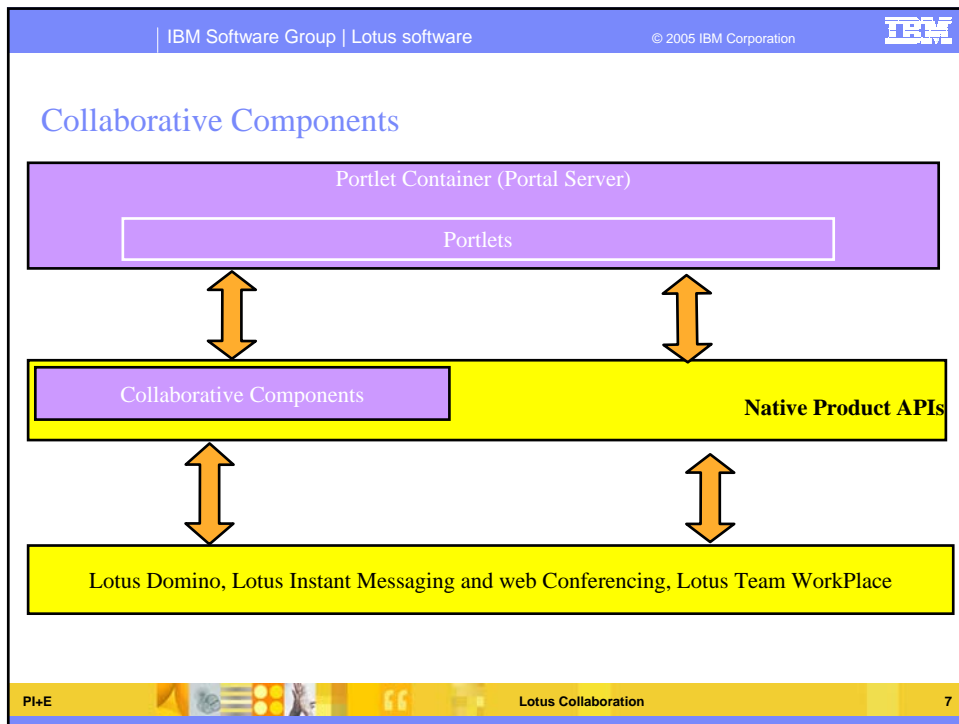 IBM Software Group | Lotus software
© 2005 IBM Corporation
IBM
Collaborative Components
Portlet Container (Portal Server)
Portlets
Collaborative Components
Native Product APIs
Lotus Domino, Lotus Instant Messaging and web Conferencing, Lotus Team WorkPlace
PI+E
Lotus Collaboration
7